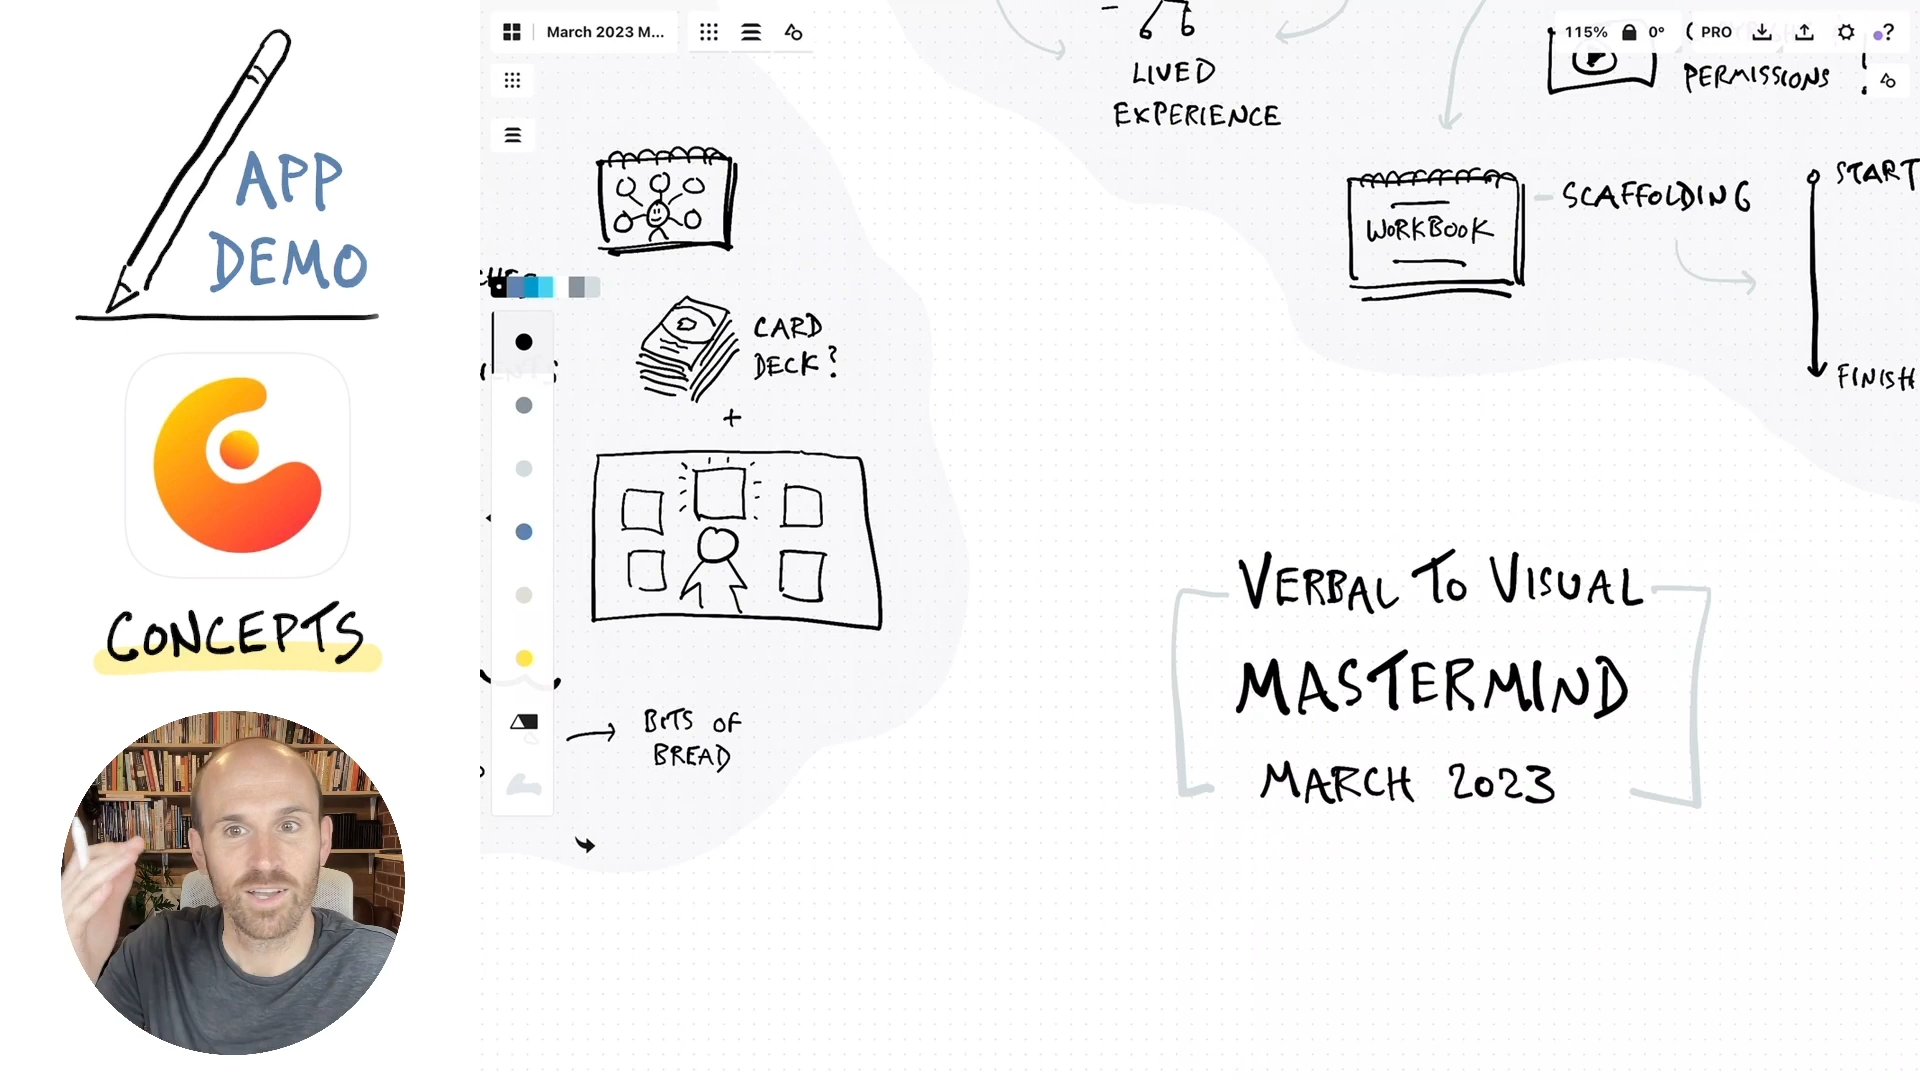 APP
DEMO
CONCEPTS
March 2023 M...
115%
0°
PRO
?
LIVED
EXPERIENCE
PERMISSIONS
WORKBOOK
SCAFFOLDING
START
FINISH
CARD
DECK?
+
BITS OF
BREAD
VERBAL TO VISUAL
MASTERMIND
MARCH 2023